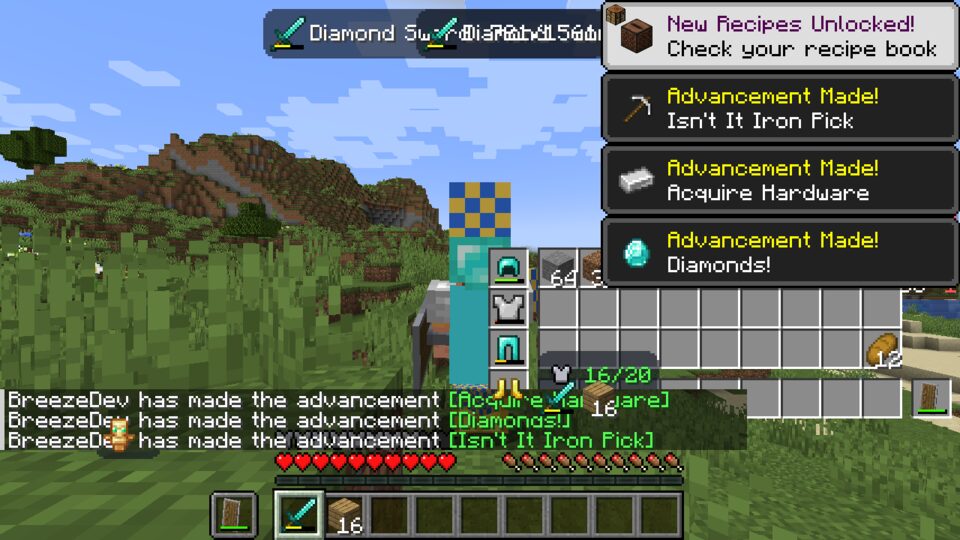 Diamond Sword
New Recipes Unlocked!
Check your recipe book
Advancement Made!
Isn't It Iron Pick
Advancement Made!
Acquire Hardware
Advancement Made!
Diamonds!
64
12
16/20
16
BreezeDev has made the advancement [Acquire Hardware]
BreezeDev has made the advancement [Diamonds!]
BreezeDev has made the advancement [Isn't It Iron Pick]
16